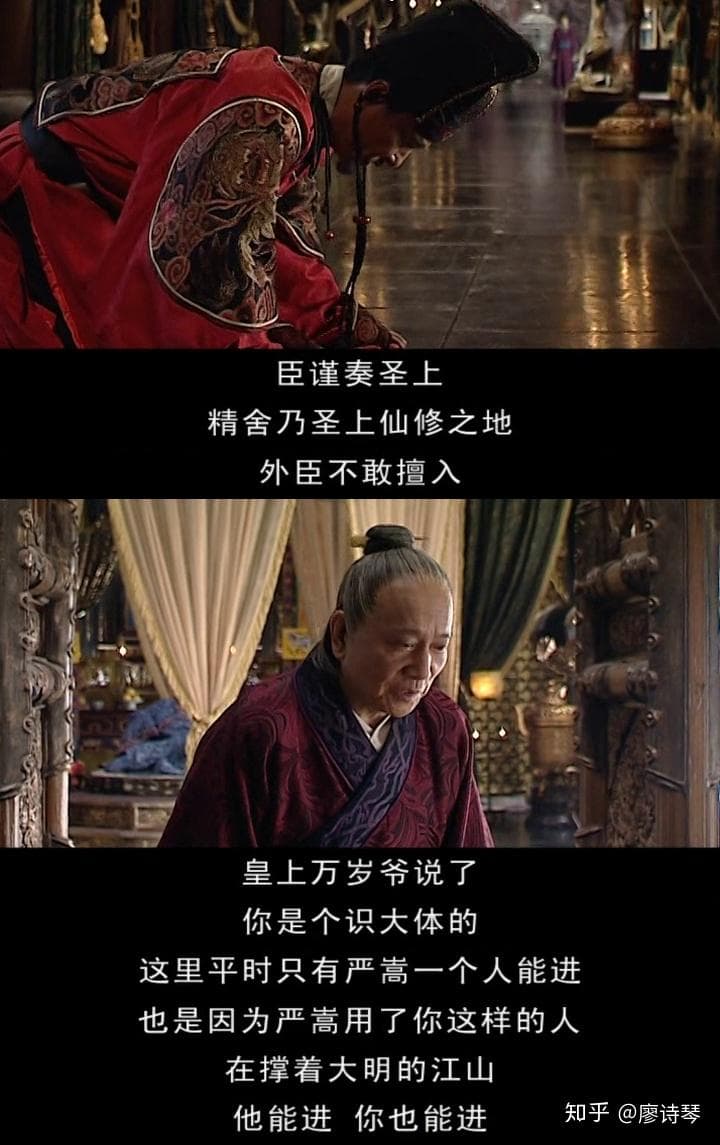 臣谨奏圣上
精舍乃圣上仙修之地
外臣不敢擅入
皇上万岁爷说了
你是个识大体的
这里平时只有严嵩一个人能进
也是因为严嵩用了你这样的人
在撑着大明的江山
他能进 你也能进
知乎 @廖诗琴